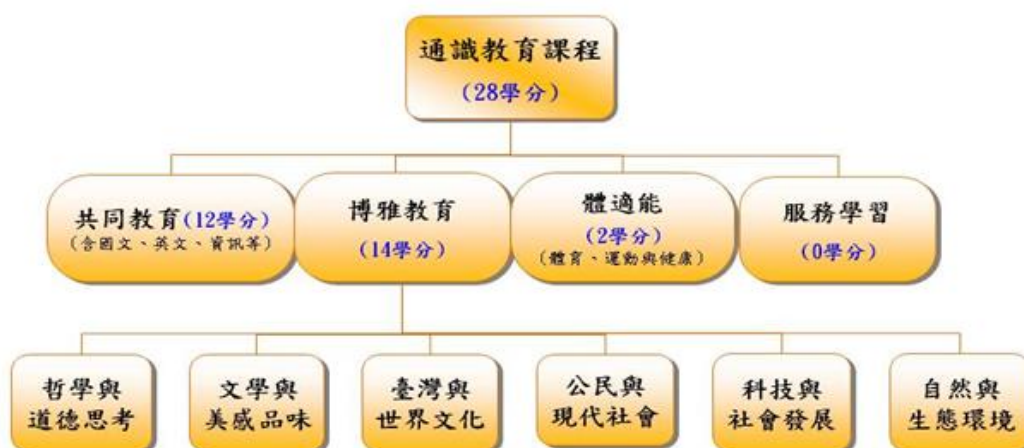 通識教育課程
(28學分)
共同教育(12學分)
(含國文、英文、資訊等)
博雅教育
(14學分)
體適能
(2學分)
(體育、運動與健康)
服務學習
(0學分)
哲學與
道德思考
文學與
美感品味
臺灣與
世界文化
公民與
現代社會
科技與
社會發展
自然與
生態環境